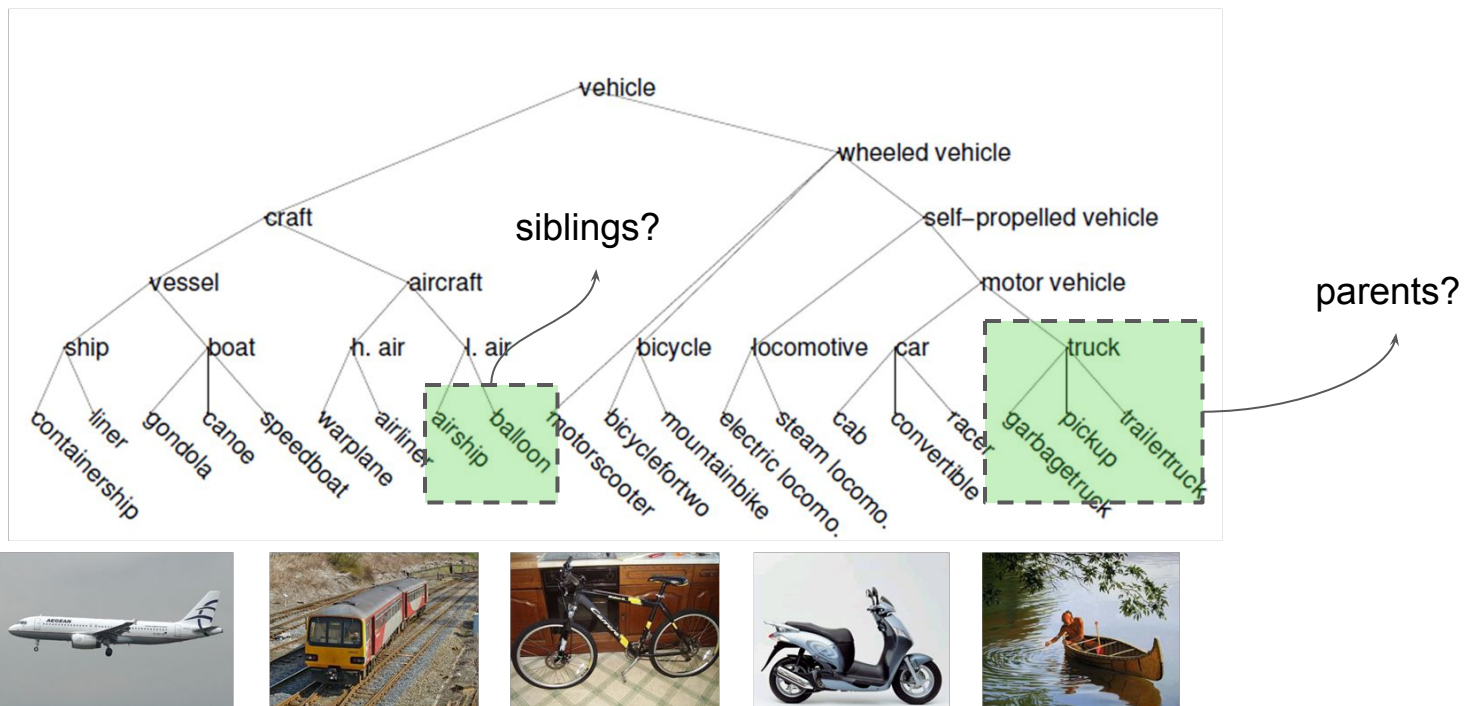 vehicle
wheeled vehicle
craft
siblings?
self-propelled vehicle
vessel
aircraft
motor vehicle
parents?
ship
boat
h. air
l. air
bicycle
locomotive
car
truck
containership
liner
gondola
canoe
speedboat
warplane
airliner
airship
balloon
motorscooter
bicyclefortwo
mountainbike
electric locomo.
steam locomo.
cab
convertible
racer
garbagetruck
pickup
trailertruck
AEGEAN